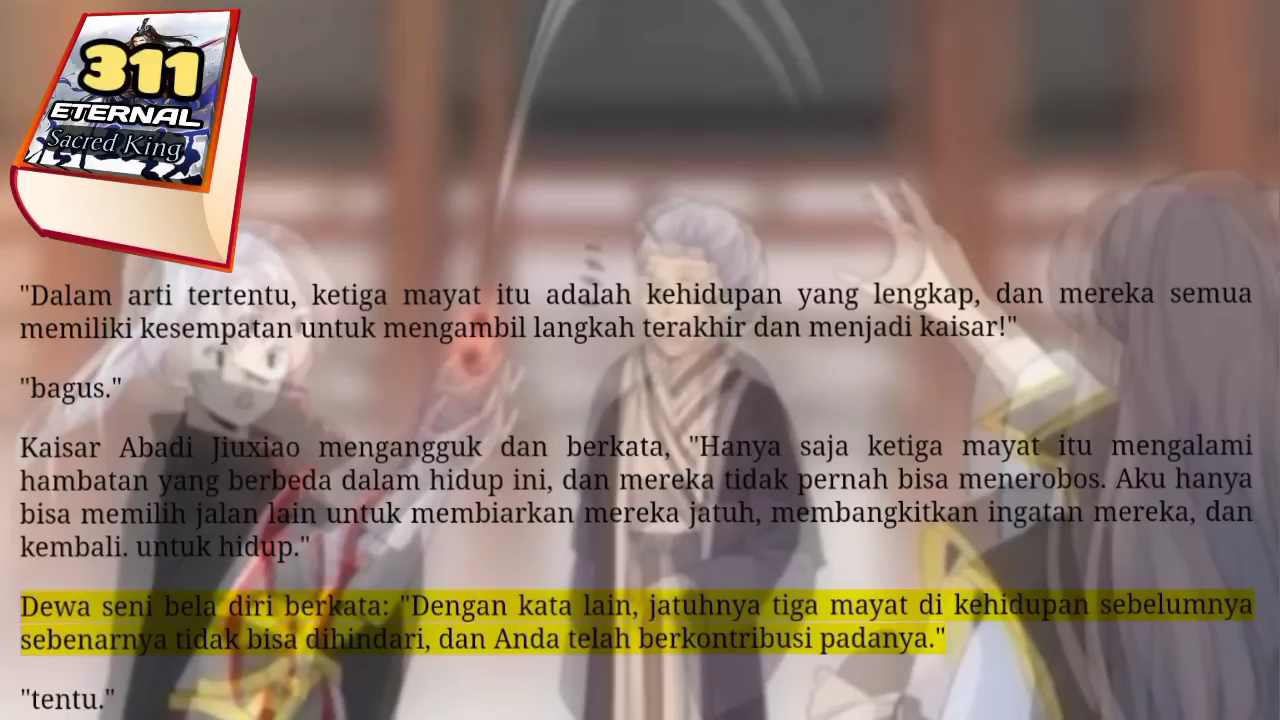 311
ETERNAL
Sacred King
"Dalam arti tertentu, ketiga mayat itu adalah kehidupan yang lengkap, dan mereka semua
memiliki kesempatan untuk mengambil langkah terakhir dan menjadi kaisar!"
"bagus."
Kaisar Abadi Jiuxiao mengangguk dan berkata, "Hanya saja ketiga mayat itu mengalami
hambatan yang berbeda dalam hidup ini, dan mereka tidak pernah bisa menerobos. Aku hanya
bisa memilih jalan lain untuk membiarkan mereka jatuh, membangkitkan ingatan mereka, dan
kembali. untuk hidup."
Dewa seni bela diri berkata: "Dengan kata lain, jatuhnya tiga mayat di kehidupan sebelumnya
sebenarnya tidak bisa dihindari, dan Anda telah berkontribusi padanya."
"tentu."